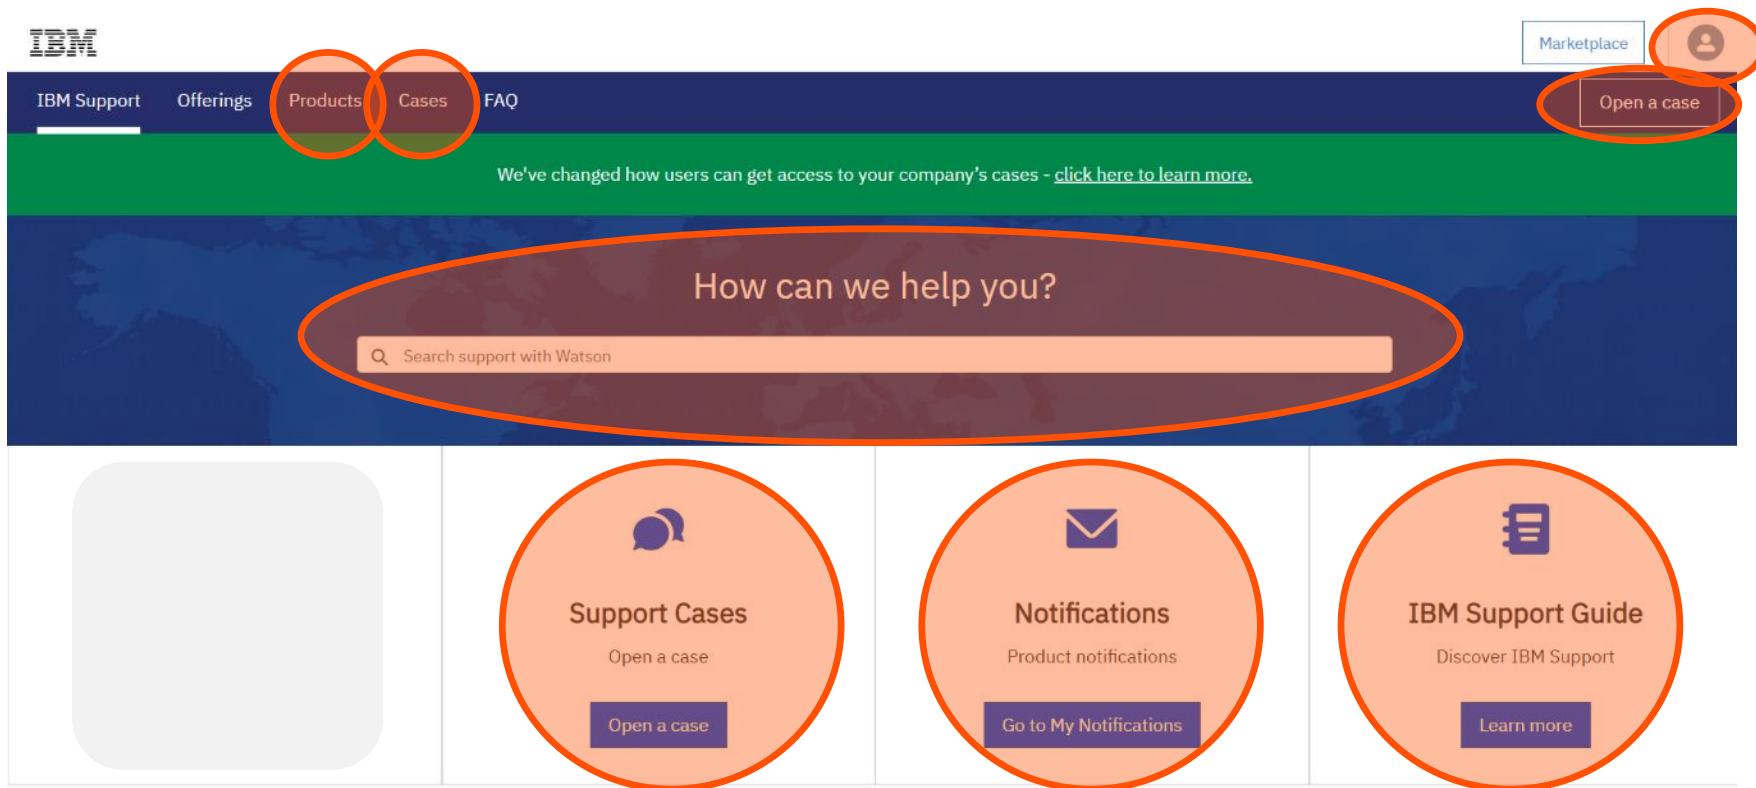 IBM
Marketplace
IBM Support Offerings Products Cases FAQ
Open a case
We've changed how users can get access to your company's cases - click here to learn more.
How can we help you?
Search support with Watson
Support Cases
Open a case
Open a case
Notifications
Product notifications
Go to My Notifications
IBM Support Guide
Discover IBM Support
Learn more